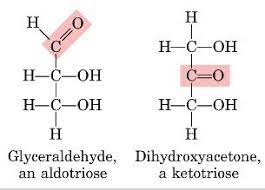 H O
C
H—C—OH
H—C—OH
H
Glyceraldehyde,
an aldotriose
H
H—C—OH
C=O
H—C—OH
H
Dihydroxyacetone,
a ketotriose